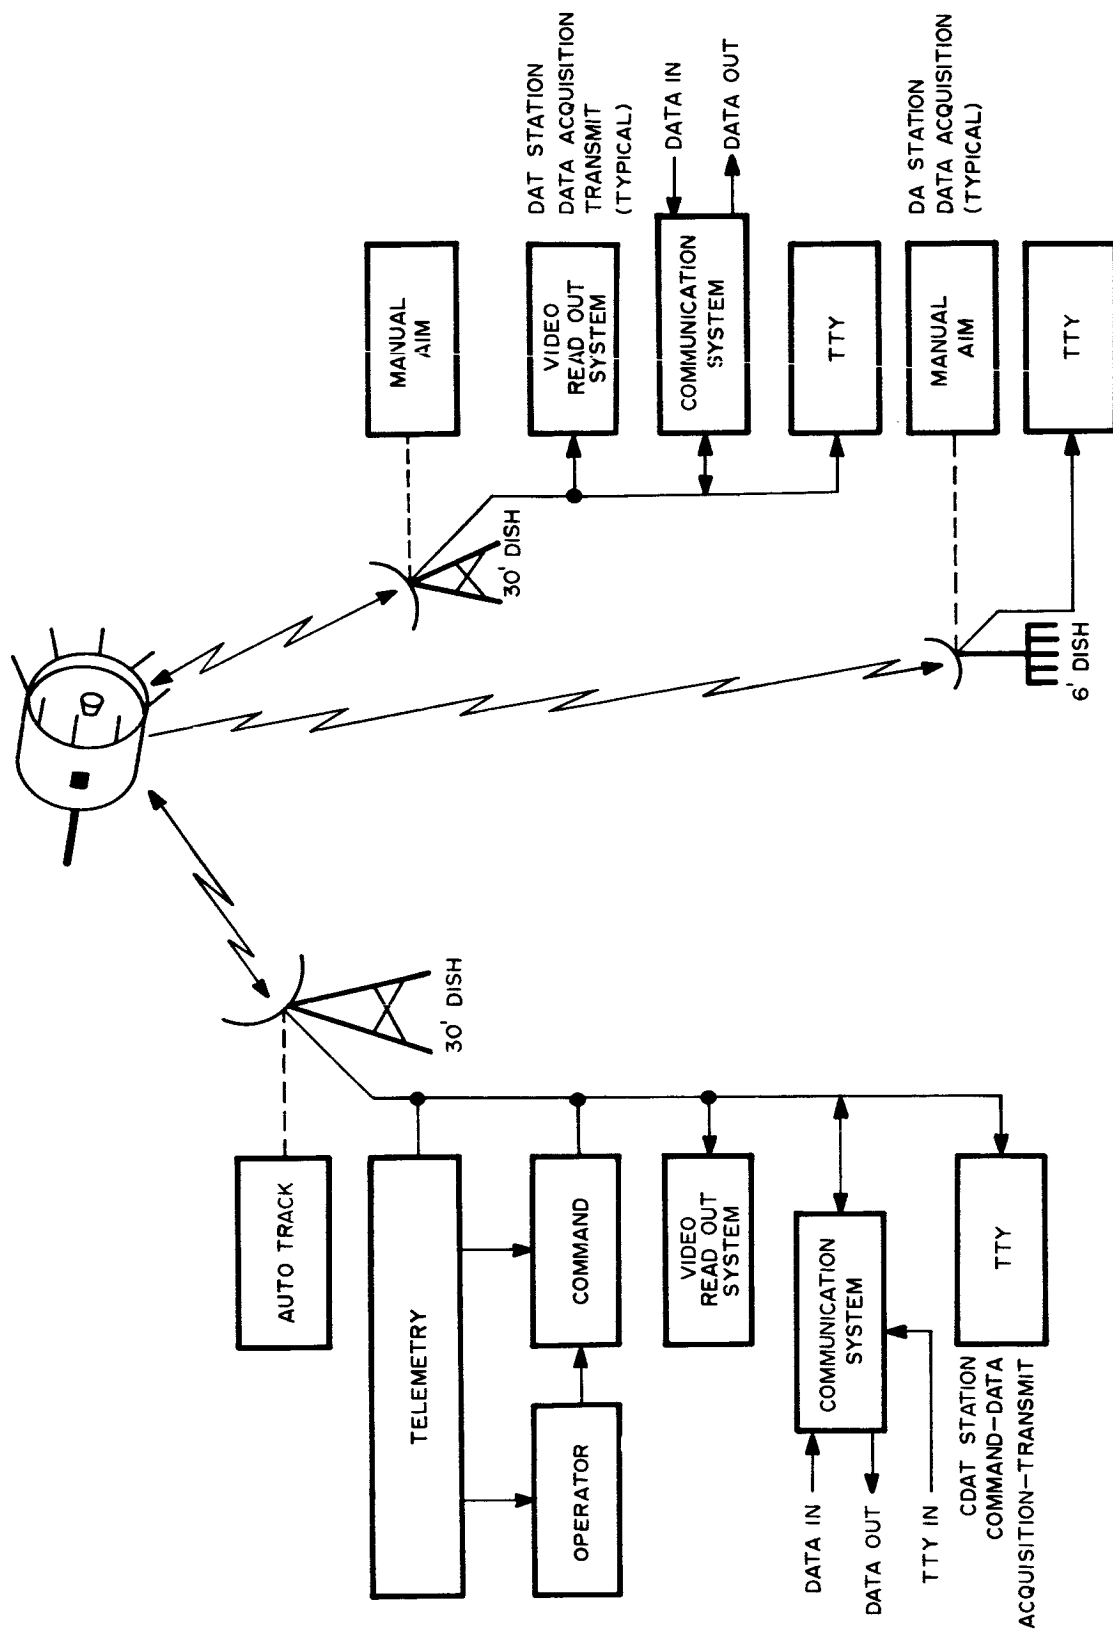 AUTO TRACK
TELEMETRY
OPERATOR
COMMAND
VIDEO
READ OUT
SYSTEM
DATA IN
DATA OUT
TTY IN
COMMUNICATION
SYSTEM
TTY
CDAT STATION
COMMAND-DATA
ACQUISITION-TRANSMIT
30' DISH
30' DISH
6' DISH
MANUAL
AIM
VIDEO
READ OUT
SYSTEM
DAT STATION
DATA ACQUISITION
TRANSMIT
(TYPICAL)
COMMUNICATION
SYSTEM
DATA IN
DATA OUT
TTY
MANUAL
AIM
DA STATION
DATA ACQUISITION
(TYPICAL)
TTY